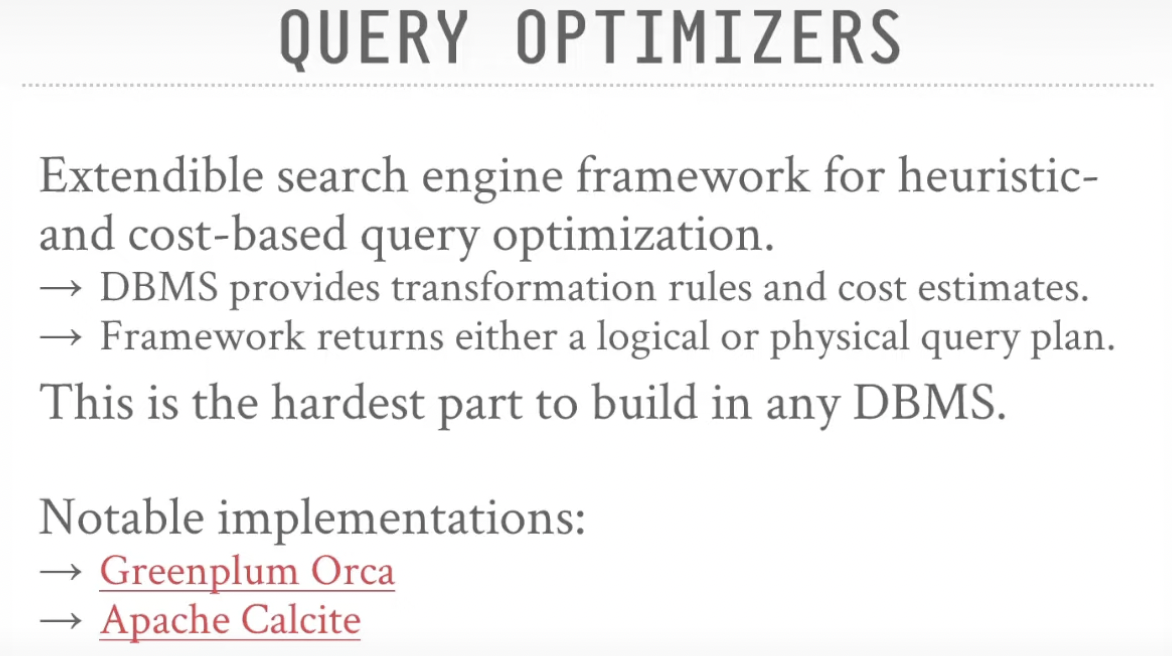 QUERY OPTIMIZERS
Extendible search engine framework for heuristic-
and cost-based query optimization.
→ DBMS provides transformation rules and cost estimates.
→ Framework returns either a logical or physical query plan.
This is the hardest part to build in any DBMS.
Notable implementations:
→ Greenplum Orca
→ Apache Calcite